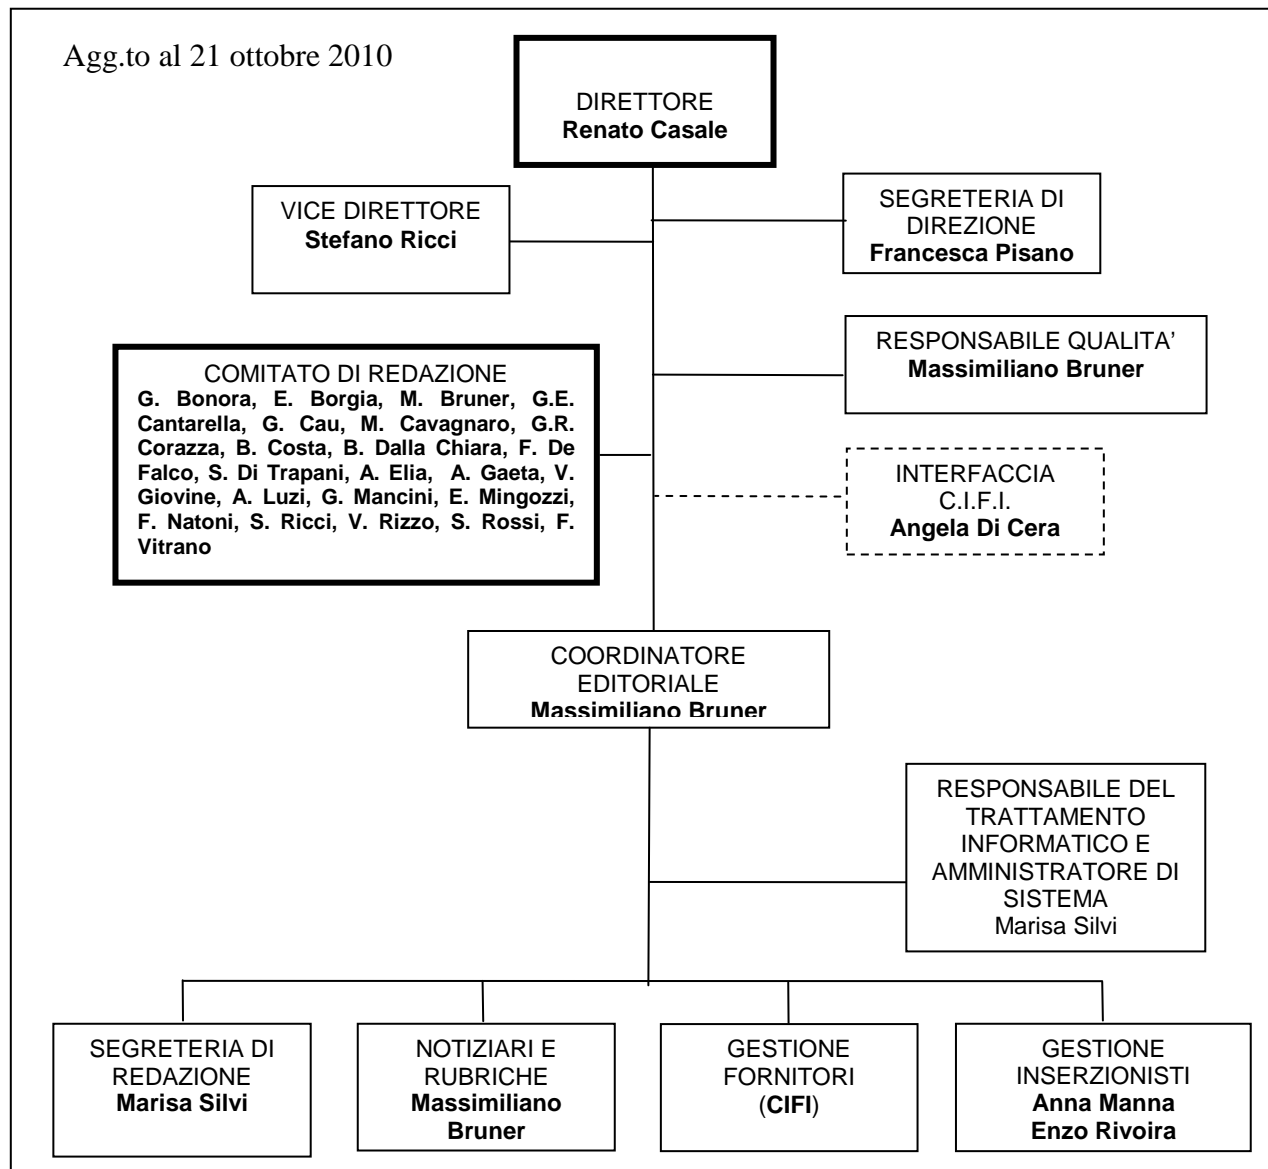 Agg.to al 21 ottobre 2010
DIRETTORE
Renato Casale
VICE DIRETTORE
Stefano Ricci
SEGRETERIA DI
DIREZIONE
Francesca Pisano
RESPONSABILE QUALITA’
Massimiliano Bruner
COMITATO DI REDAZIONE
G. Bonora, E. Borgia, M. Bruner, G.E.
Cantarella, G. Cau, M. Cavagnaro, G.R.
Corazza, B. Costa, B. Dalla Chiara, F. De
Falco, S. Di Trapani, A. Elia, A. Gaeta, V.
Giovine, A. Luzi, G. Mancini, E. Mingozzi,
F. Natoni, S. Ricci, V. Rizzo, S. Rossi, F.
Vitrano
INTERFACCIA
C.I.F.I.
Angela Di Cera
COORDINATORE
EDITORIALE
Massimiliano Bruner
RESPONSABILE DEL
TRATTAMENTO
INFORMATICO E
AMMINISTRATORE DI
SISTEMA
Marisa Silvi
SEGRETERIA DI
REDAZIONE
Marisa Silvi
NOTIZIARI E
RUBRICHE
Massimiliano
Bruner
GESTIONE
FORNITORI
(CIFI)
GESTIONE
INSERZIONISTI
Anna Manna
Enzo Rivoira